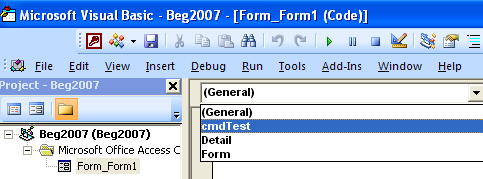 Microsoft Visual Basic - Beg2007 - [Form_Form1 (Code)]
File Edit View Insert Debug Run Tools Add-Ins Window
Project - Beg2007
(General)
(General)
cmdTest
Detail
Form
Beg2007 (Beg2007)
Microsoft Office Access C
Form_Form1